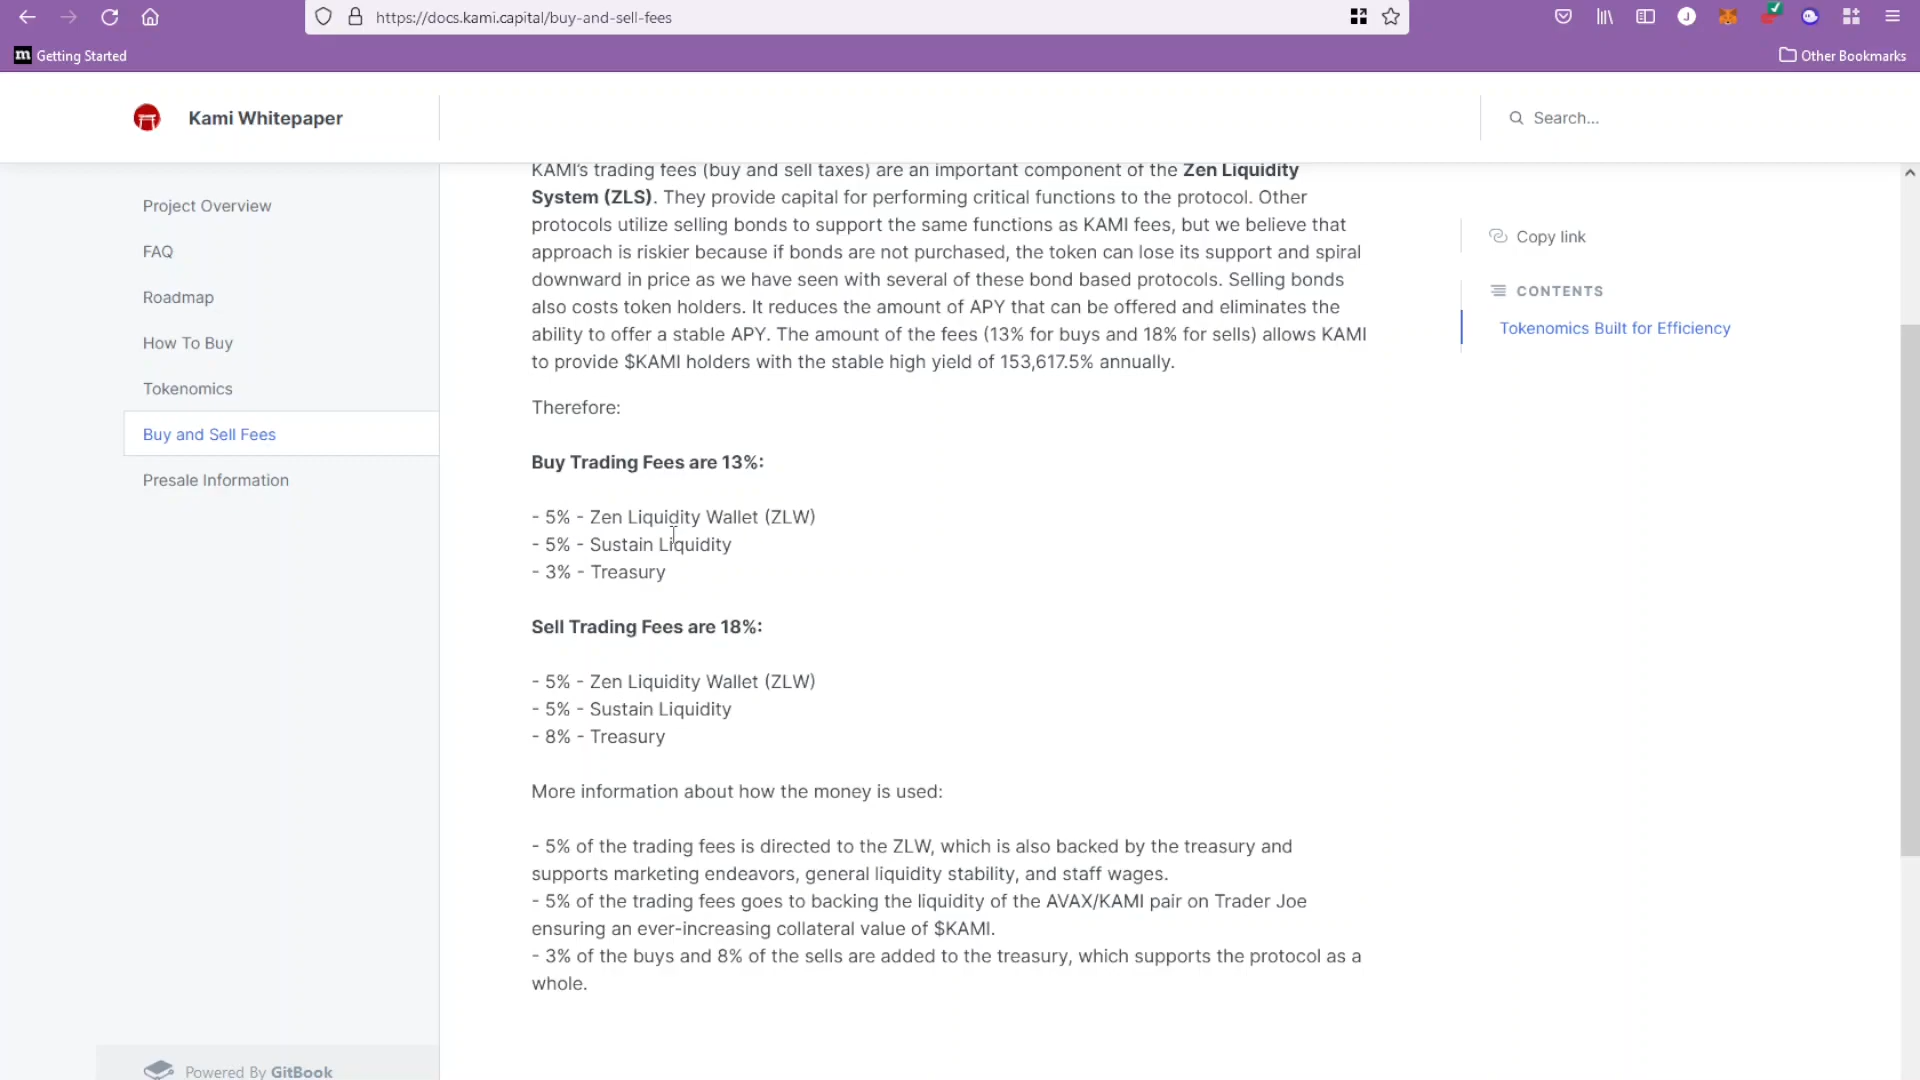 https://docs.kami.capital/buy-and-sell-fees
J
m Getting Started
Other Bookmarks
Kami Whitepaper
Search...
Project Overview
FAQ
Roadmap
How To Buy
Tokenomics
Buy and Sell Fees
Presale Information
Powered By GitBook
KAMI's trading fees (buy and sell taxes) are an important component of the Zen Liquidity
System (ZLS). They provide capital for performing critical functions to the protocol. Other
protocols utilize selling bonds to support the same functions as KAMI fees, but we believe that
approach is riskier because if bonds are not purchased, the token can lose its support and spiral
downward in price as we have seen with several of these bond based protocols. Selling bonds
also costs token holders. It reduces the amount of APY that can be offered and eliminates the
ability to offer a stable APY. The amount of the fees (13% for buys and 18% for sells) allows KAMI
to provide $KAMI holders with the stable high yield of 153,617.5% annually.
Therefore:
Buy Trading Fees are 13%:
- 5% - Zen Liquidity Wallet (ZLW)
- 5% - Sustain Liquidity
- 3% - Treasury
Sell Trading Fees are 18%:
- 5% - Zen Liquidity Wallet (ZLW)
- 5% - Sustain Liquidity
- 8% - Treasury
More information about how the money is used:
- 5% of the trading fees is directed to the ZLW, which is also backed by the treasury and
supports marketing endeavors, general liquidity stability, and staff wages.
- 5% of the trading fees goes to backing the liquidity of the AVAX/KAMI pair on Trader Joe
ensuring an ever-increasing collateral value of $KAMI.
- 3% of the buys and 8% of the sells are added to the treasury, which supports the protocol as a
whole.
Copy link
CONTENTS
Tokenomics Built for Efficiency